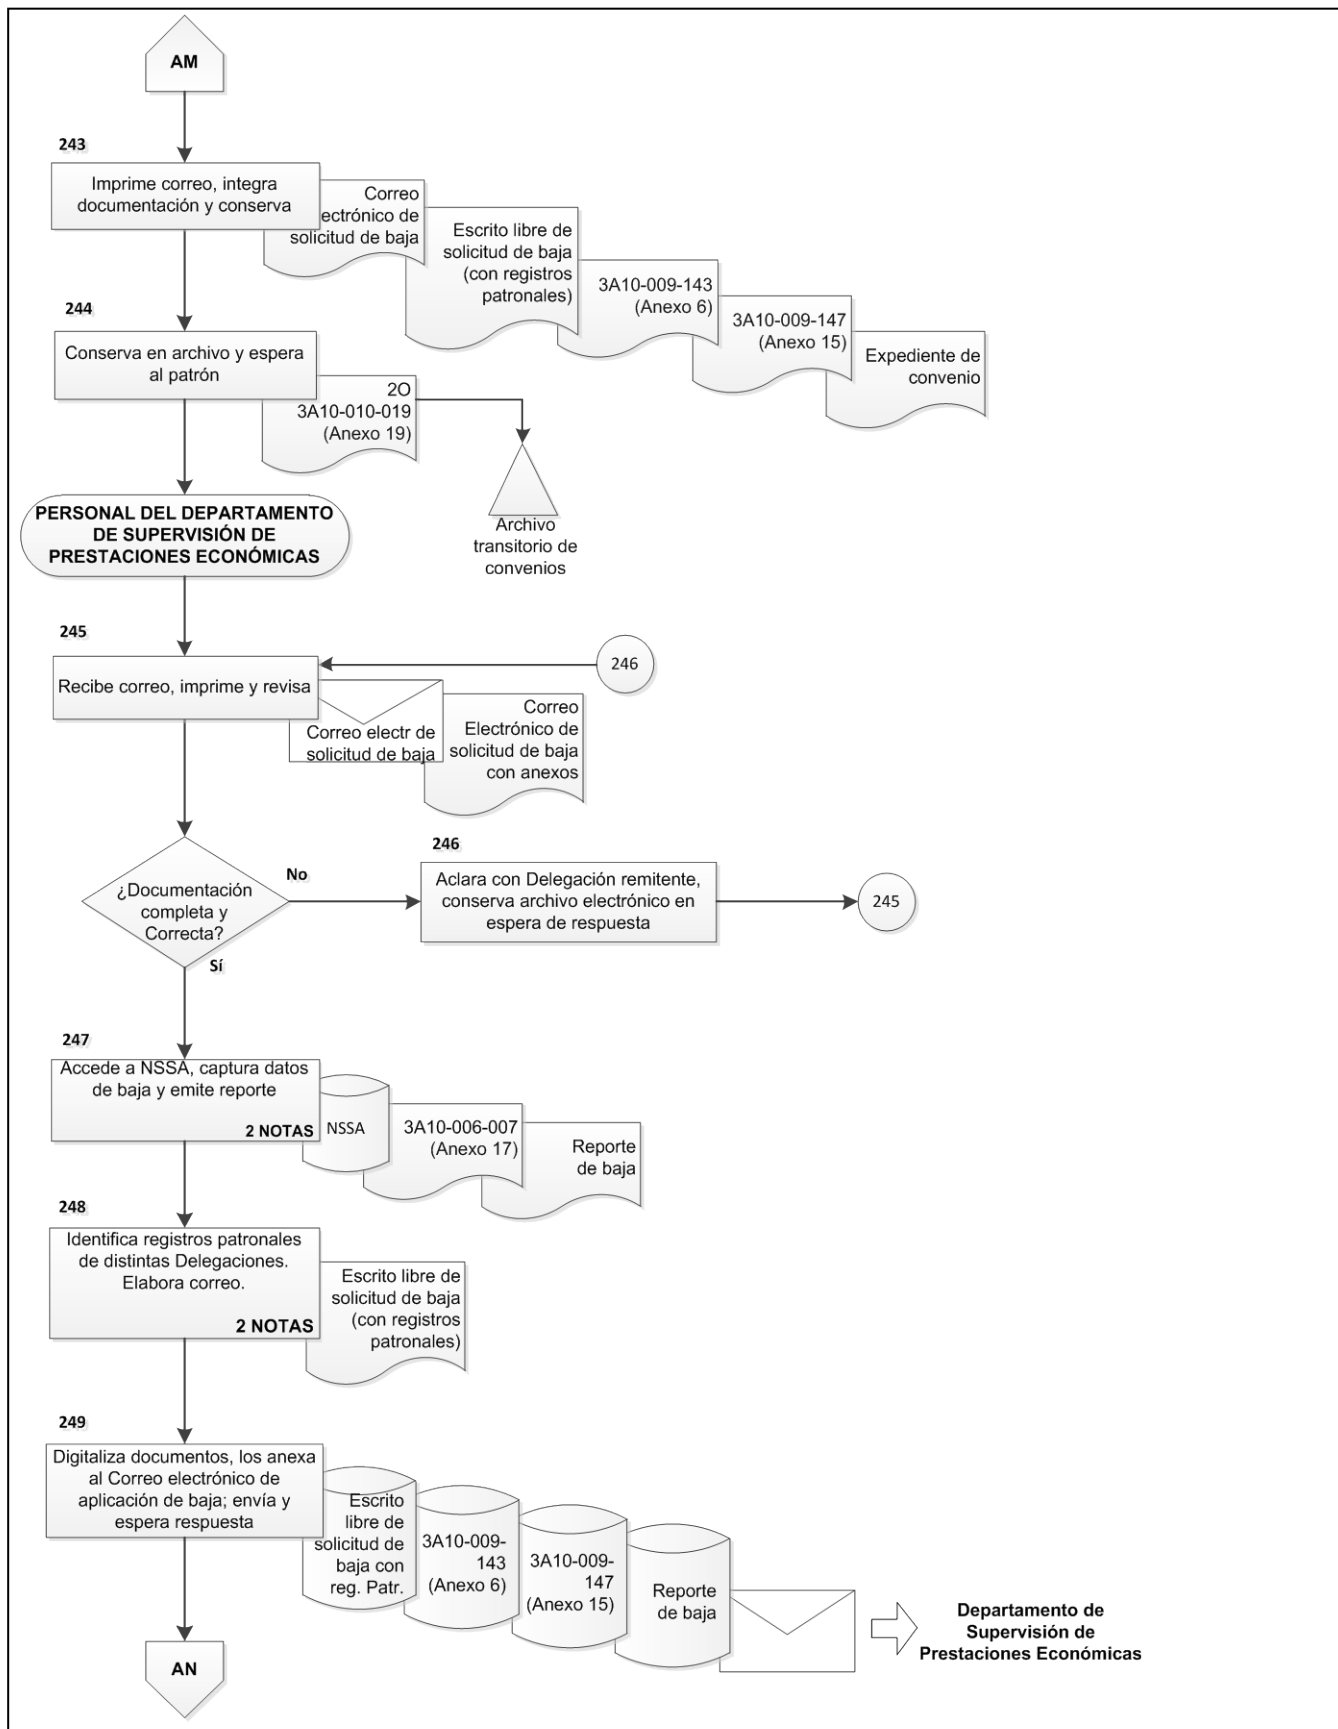 AM
243
Imprime correo, integra
documentación y conserva
Correo
ectrónico de
solicitud de baja
Escrito libre de
solicitud de baja
(con registros
patronales)
3A10-009-143
(Anexo 6)
3A10-009-147
(Anexo 15)
Expediente de
convenio
244
Conserva en archivo y espera
al patrón
2O
3A10-010-019
(Anexo 19)
Archivo
transitorio de
convenios
PERSONAL DEL DEPARTAMENTO
DE SUPERVISIÓN DE
PRESTACIONES ECONÓMICAS
245
Recibe correo, imprime y revisa
246
Correo electr de
solicitud de baja
Correo
Electrónico de
solicitud de baja
con anexos
¿Documentación
completa y
Correcta?
No
Sí
246
Aclara con Delegación remitente,
conserva archivo electrónico en
espera de respuesta
245
247
Accede a NSSA, captura datos
de baja y emite reporte
2 NOTAS
NSSA
3A10-006-007
(Anexo 17)
Reporte
de baja
248
Identifica registros patronales
de distintas Delegaciones.
Elabora correo.
2 NOTAS
Escrito libre de
solicitud de baja
(con registros
patronales)
249
Digitaliza documentos, los anexa
al Correo electrónico de
aplicación de baja; envía y
espera respuesta
Escrito
libre de
solicitud de
baja con
reg. Patr.
3A10-009-
143
(Anexo 6)
3A10-009-
147
(Anexo 15)
Reporte
de baja
Departamento de
Supervisión de
Prestaciones Económicas
AN